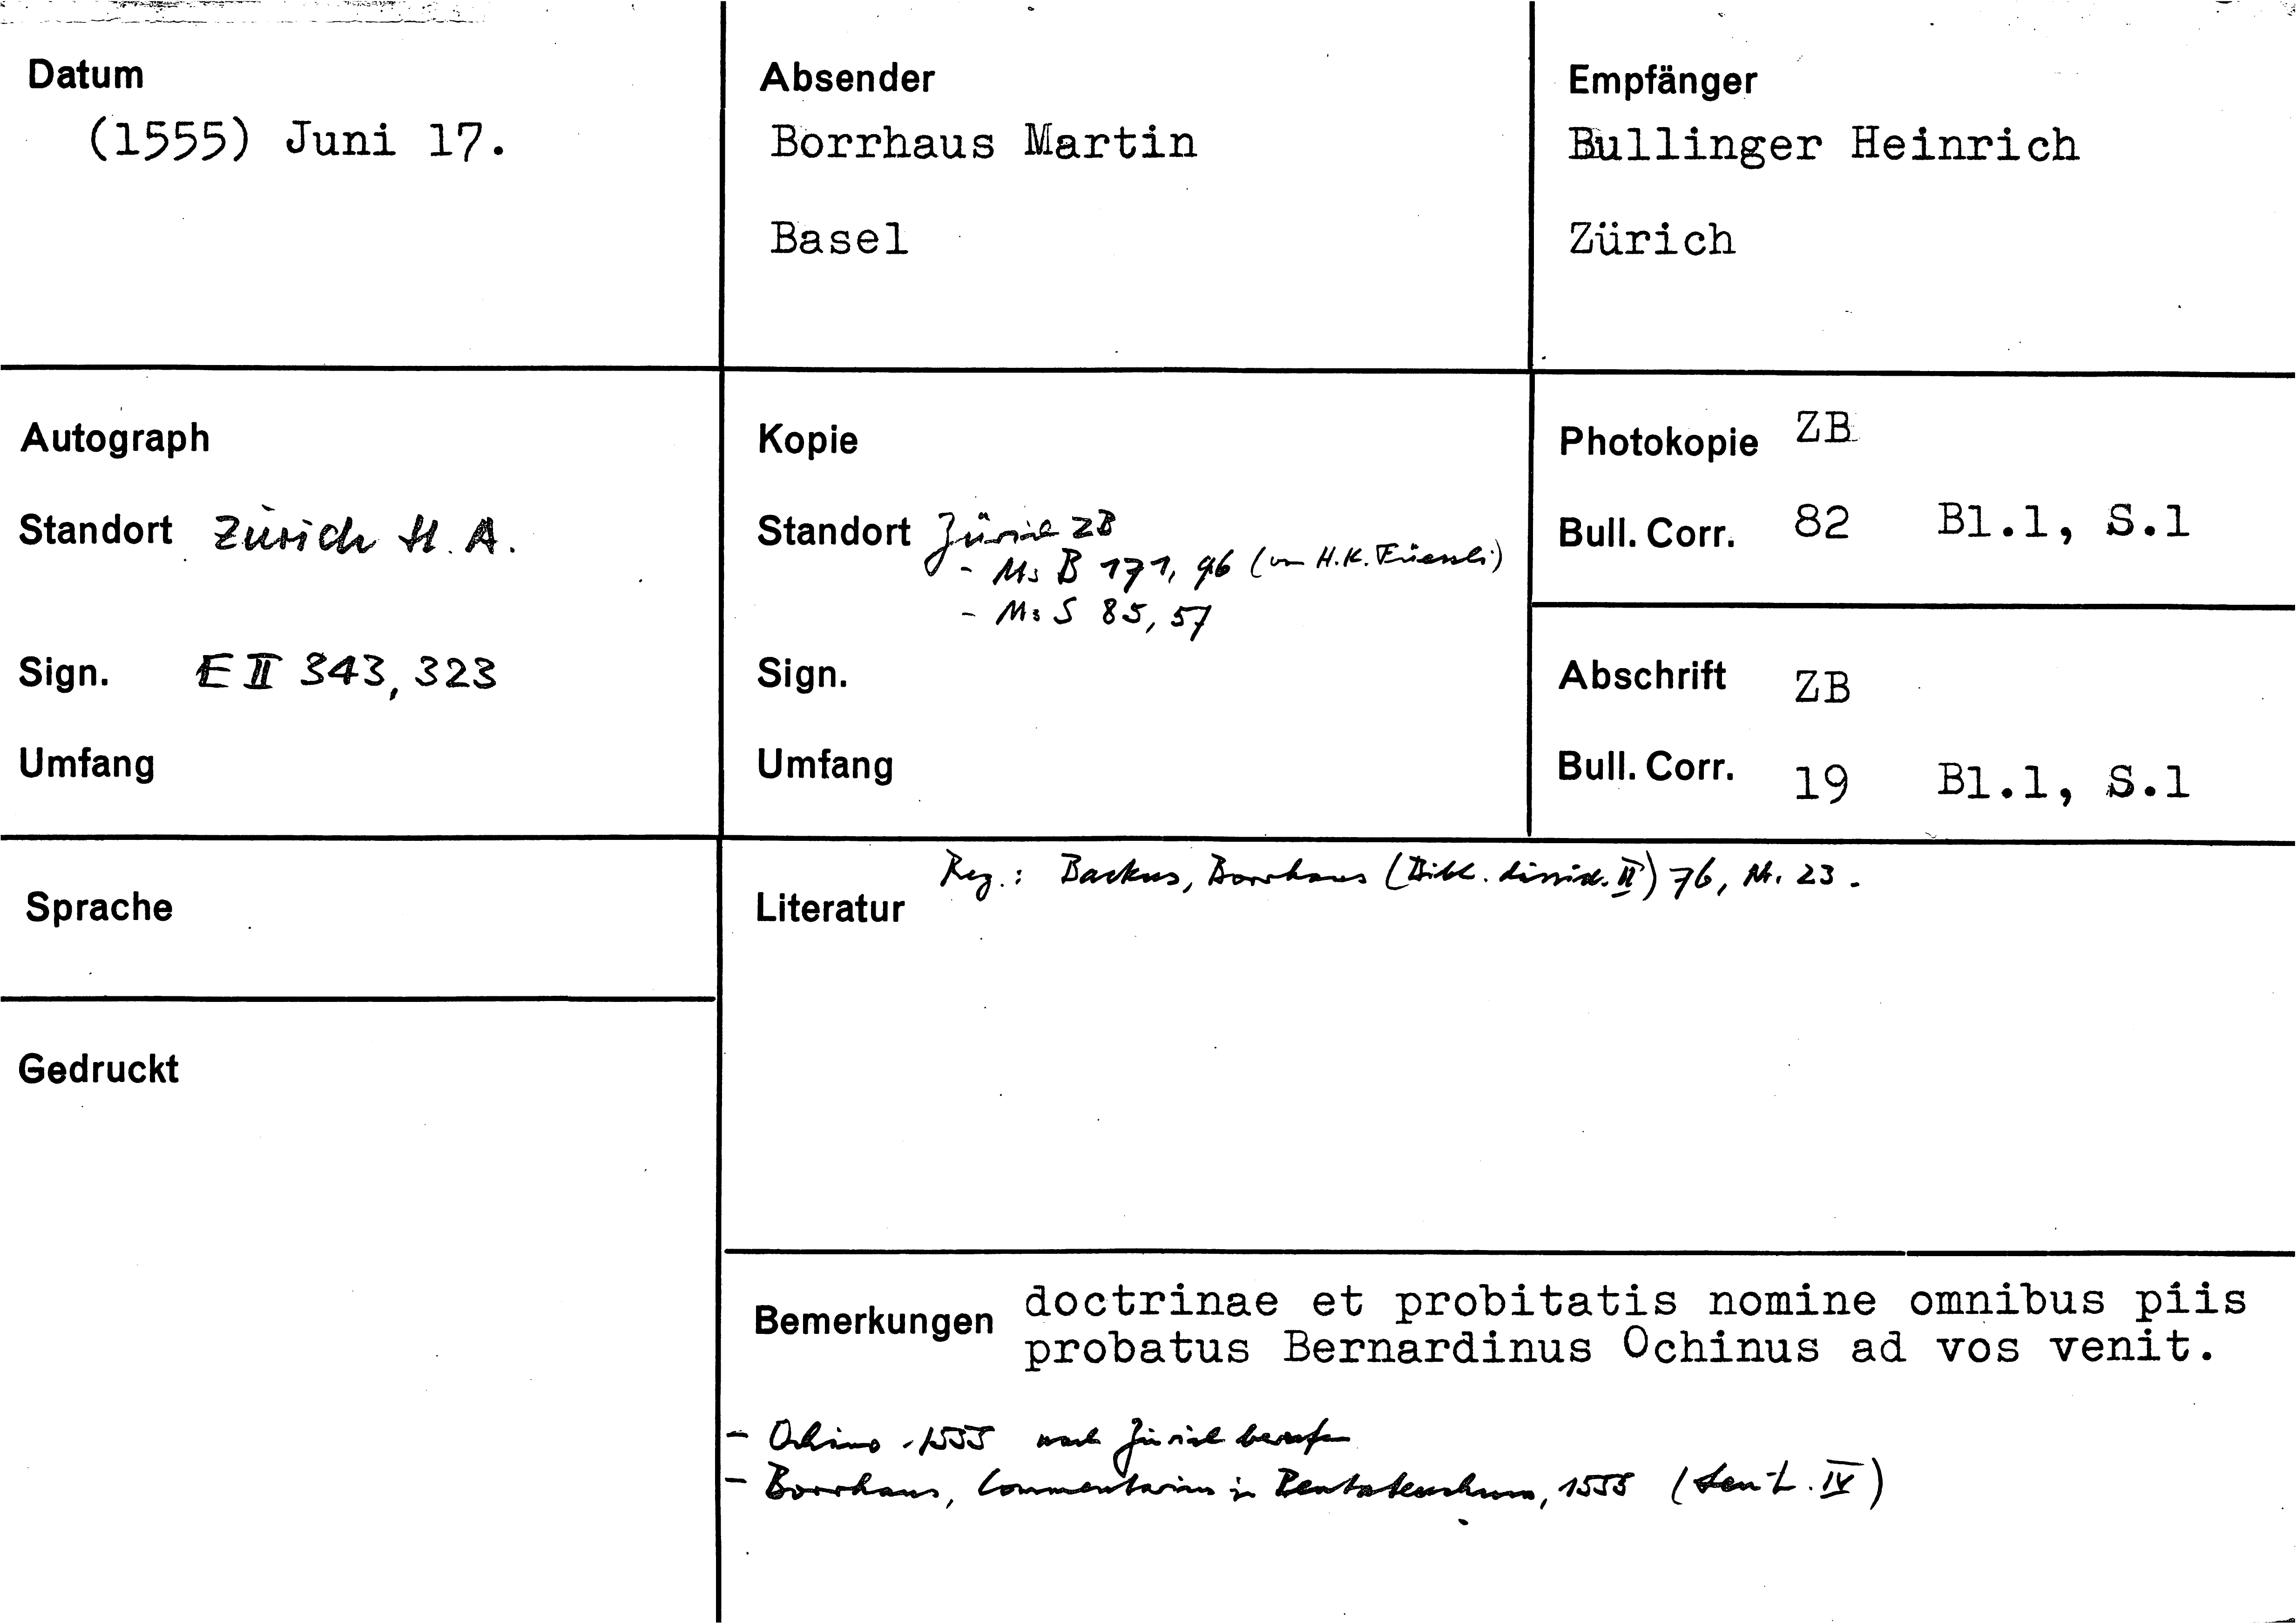 Datum
(1555) Juni 17.
Absender
Borrhaus Martin
Basel
Empfänger
Bullinger Heinrich
Zürich
Autograph
Standort Zürich St. A.
Sign. E II 343, 323
Umfang
Kopie
Standort Zürich ZB
- Ms B 171, 96 (von H.K. Füessli)
- Ms S 85, 57
Sign.
Umfang
Photokopie ZB
Bull. Corr. 82 Bl.1, S.1
Abschrift ZB
Bull. Corr. 19 Bl.1, S.1
Sprache
Gedruckt
Reg.: Backus, Borrhaus (Bibl. dissid. II) 76, Nr. 23.
Literatur
Bemerkungen doctrinae et probitatis nomine omnibus piis
probatus Bernardinus Ochinus ad vos venit.
- Ochino 1555 nach Zürich berufen
- Borrhaus, Commentarius in Pentateuchum, 1555 (IV)